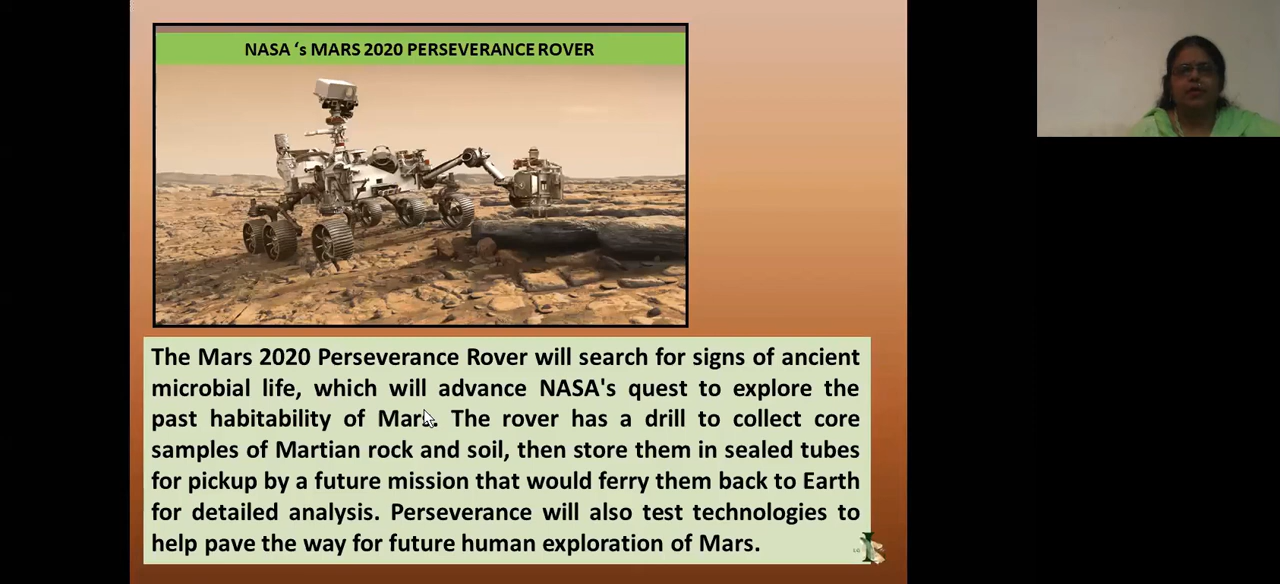 NASA ‘s MARS 2020 PERSEVERANCE ROVER
The Mars 2020 Perseverance Rover will search for signs of ancient
microbial life, which will advance NASA's quest to explore the
past habitability of Mars. The rover has a drill to collect core
samples of Martian rock and soil, then store them in sealed tubes
for pickup by a future mission that would ferry them back to Earth
for detailed analysis. Perseverance will also test technologies to
help pave the way for future human exploration of Mars.